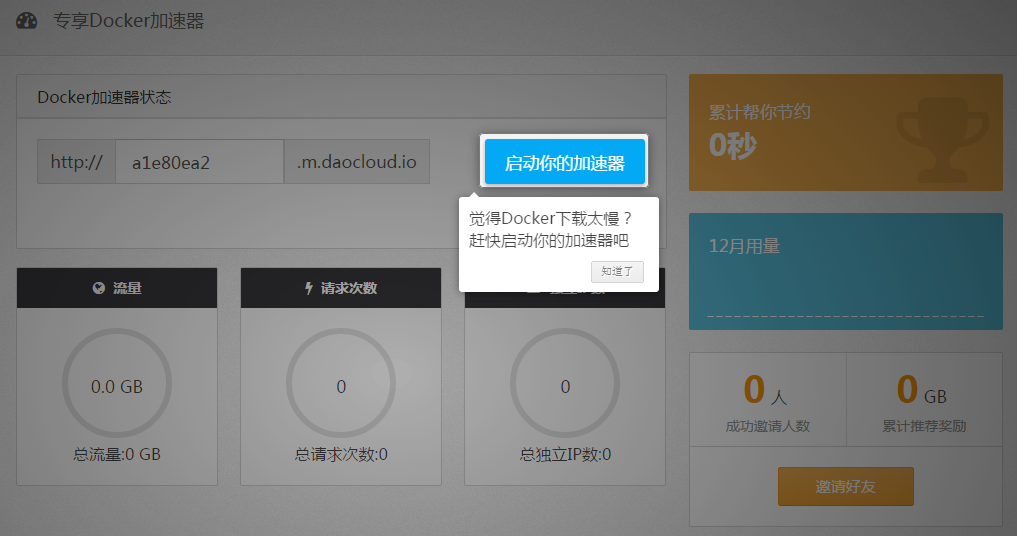 专享Docker加速器
Docker加速器状态
http:// a1e80ea2 .m.daocloud.io
启动你的加速器
觉得Docker下载太慢？
赶快启动你的加速器吧
知道了
累计帮你节约
0秒
12月用量
流量
0.0 GB
总流量:0 GB
请求次数
0
总请求次数:0
0
总独立IP数:0
0 人
成功邀请人数
0 GB
累计推荐奖励
邀请好友